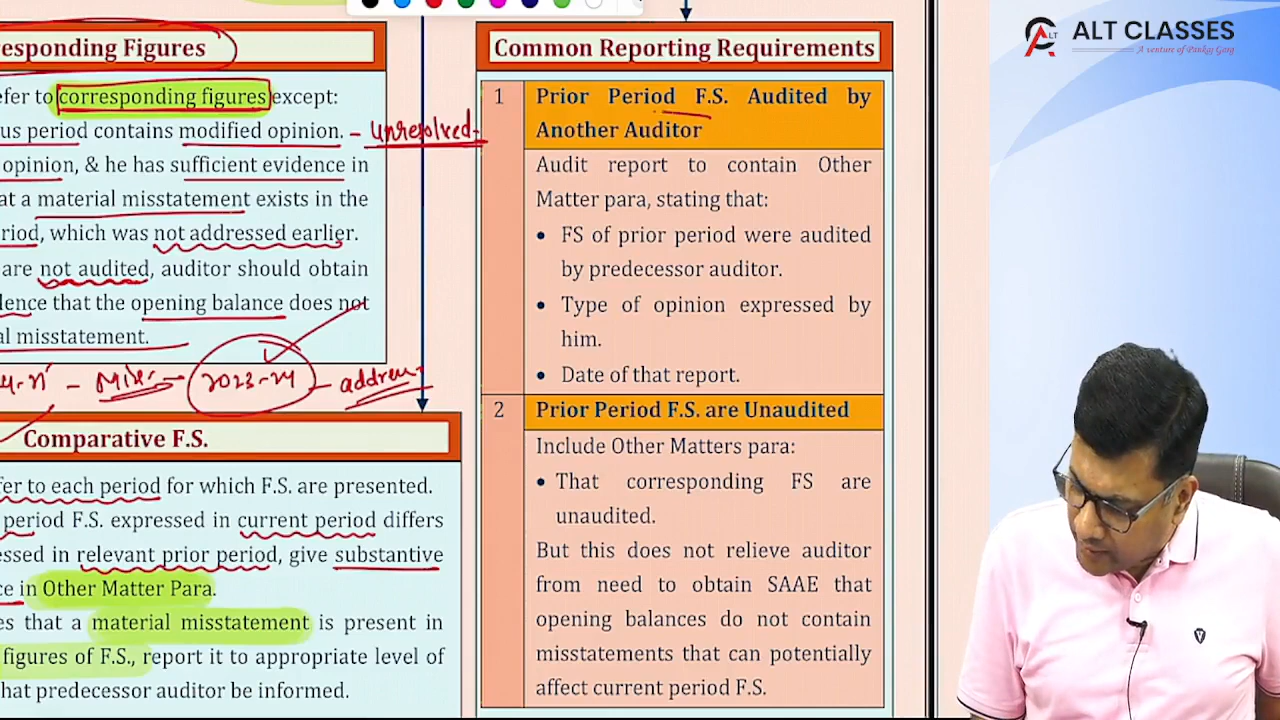 esponding Figures
efer to corresponding figures except:
us period contains modified opinion. - unresolved.
opinion, & he has sufficient evidence in
at a material misstatement exists in the
riod, which was not addressed earlier.
are not audited, auditor should obtain
lence that the opening balance does not
al misstatement.
2023-24
Comparative F.S.
fer to each period for which F.S. are presented.
period F.S. expressed in current period differs
essed in relevant prior period, give substantive
ce in Other Matter Para.
es that a material misstatement is present in
figures of F.S., report it to appropriate level of
hat predecessor auditor be informed.
Common Reporting Requirements
1 Prior Period F.S. Audited by
Another Auditor
Audit report to contain Other
Matter para, stating that:
• FS of prior period were audited
by predecessor auditor.
• Type of opinion expressed by
him.
• Date of that report.
2 Prior Period F.S. are Unaudited
Include Other Matters para:
• That corresponding FS are
unaudited.
But this does not relieve auditor
from need to obtain SAAE that
opening balances do not contain
misstatements that can potentially
affect current period F.S.
ALT
ALT CLASSES
A venture of Pankaj Garg